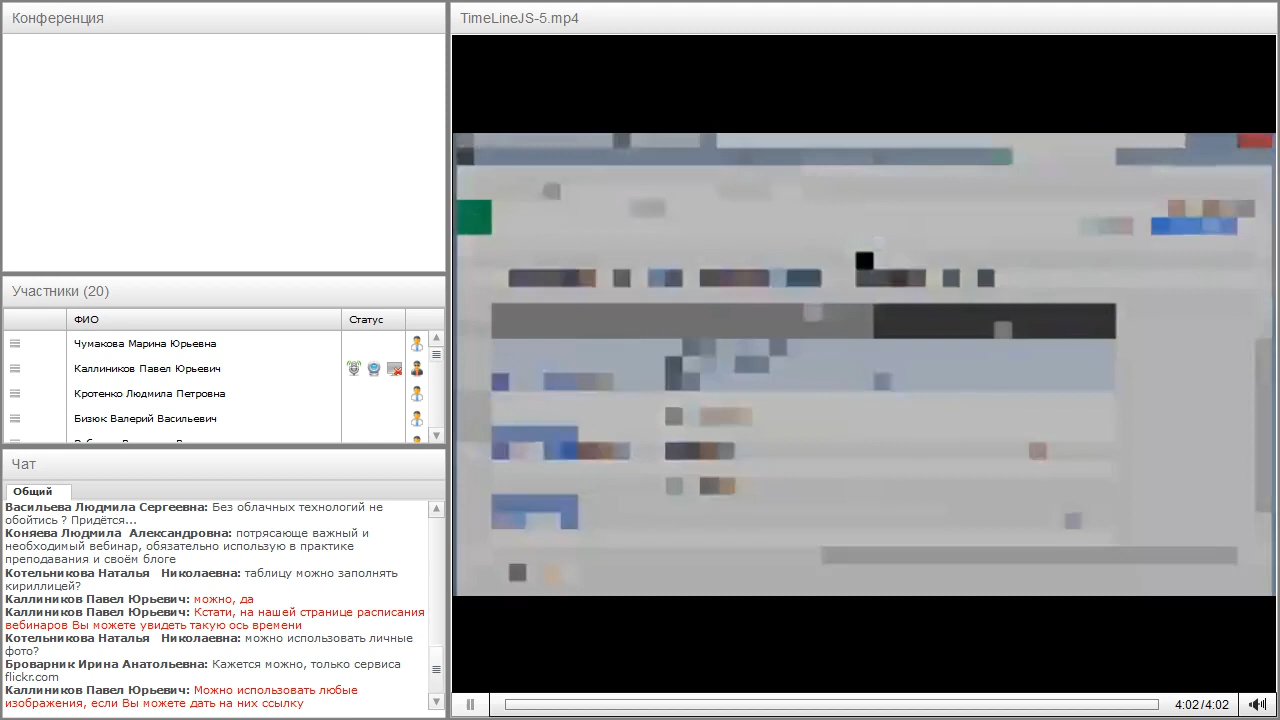 Конференция
TimeLineJS-5.mp4
Участники (20)
ФИО
Статус
Чумакова Марина Юрьевна
Каллиников Павел Юрьевич
Кротенко Людмила Петровна
Бизюк Валерий Васильевич
Чат
Общий
Васильева Людмила Сергеевна: Без облачных технологий не
обойтись ? Придётся...
Коняева Людмила Александровна: потрясающе важный и
необходимый вебинар, обязательно использую в практике
преподавания и своём блоге
Котельникова Наталья Николаевна: таблицу можно заполнять
кириллицей?
Каллиников Павел Юрьевич: можно, да
Каллиников Павел Юрьевич: Кстати, на нашей странице расписания
вебинаров Вы можете увидеть такую ось времени
Котельникова Наталья Николаевна: можно использовать личные
фото?
Броварник Ирина Анатольевна: Кажется можно, только сервиса
flickr.com
Каллиников Павел Юрьевич: Можно использовать любые
изображения, если Вы можете дать на них ссылку
4:02/4:02